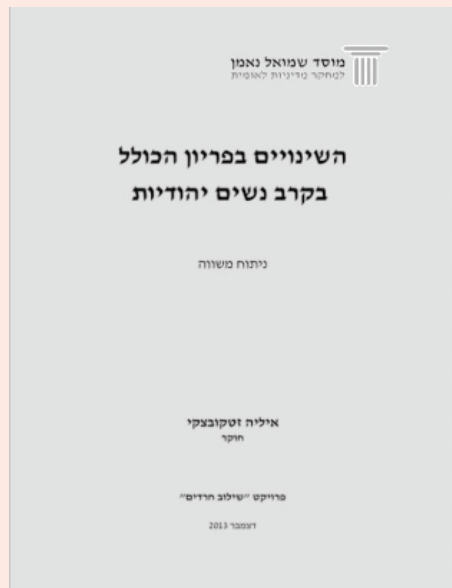 מוסד שמואל נאמן
למחקר מדיניות לאומית
השינויים בפריון הכולל
בקרב נשים יהודיות
ניתוח משווה
איליה זטקובצקי
חוקר
פרויקט "שילוב חרדים"
דצמבר 2013